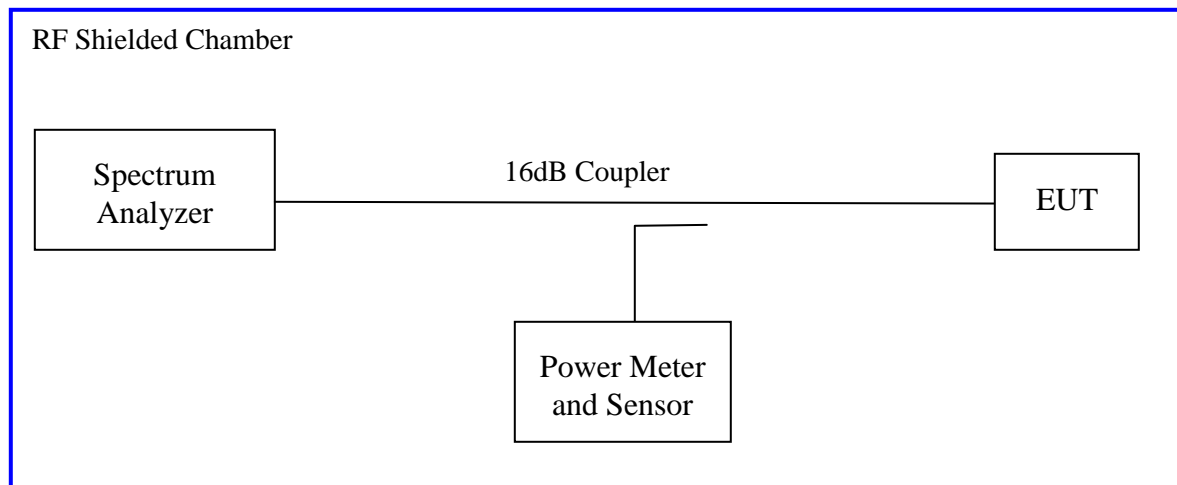 RF Shielded Chamber
16dB Coupler
Spectrum
Analyzer
EUT
Power Meter
and Sensor